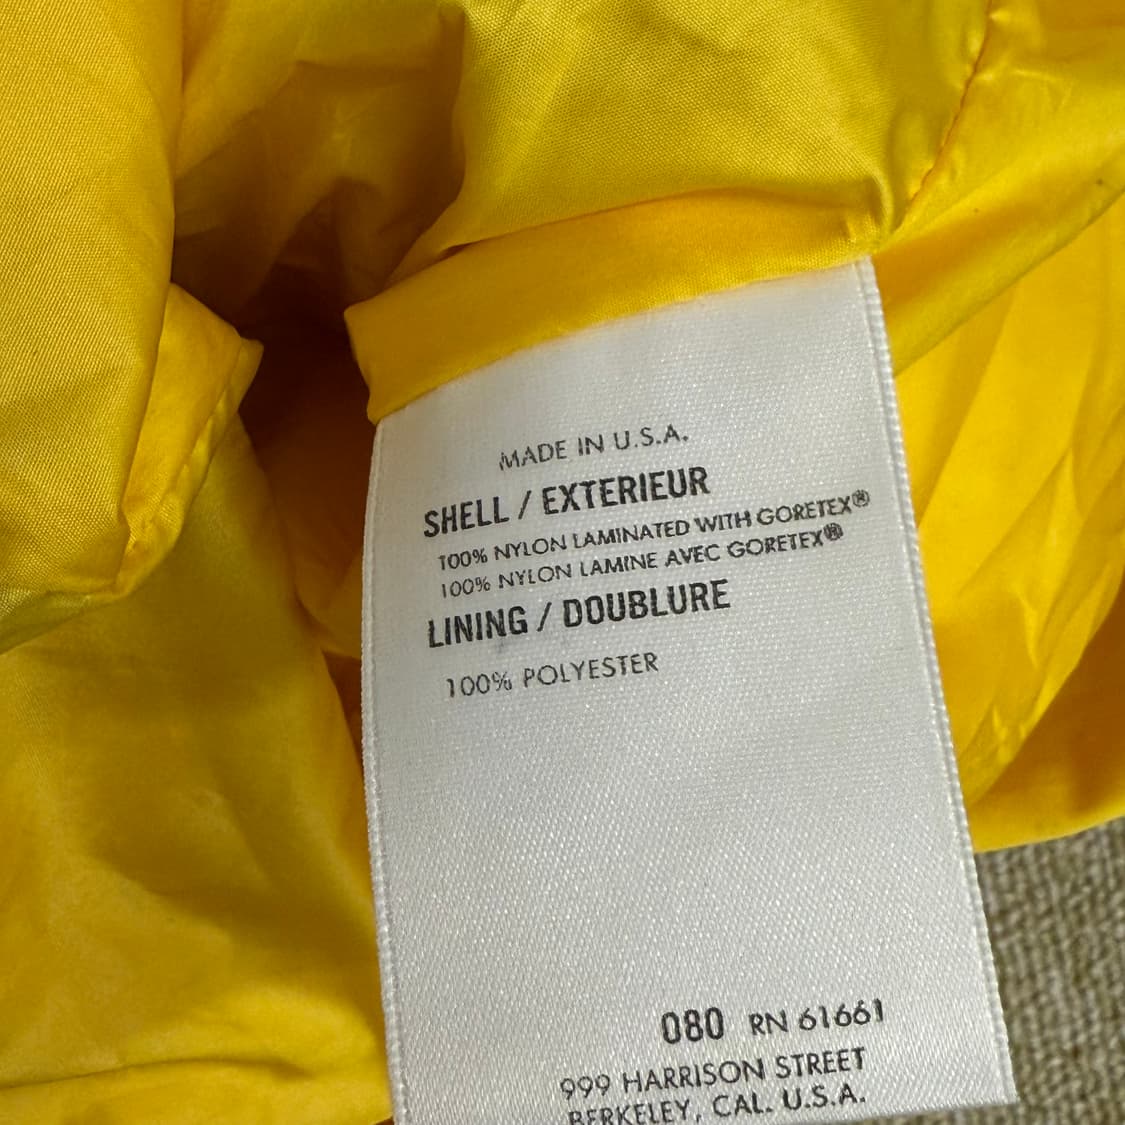 MADE IN U.S.A.
SHELL / EXTERIEUR
100% NYLON LAMINATED WITH GORETEX®
100% NYLON LAMINE AVEC GORETEX®
LINING / DOUBLURE
100% POLYESTER
080 RN 61661
999 HARRISON STREET
BERKELEY, CAL. U.S.A.